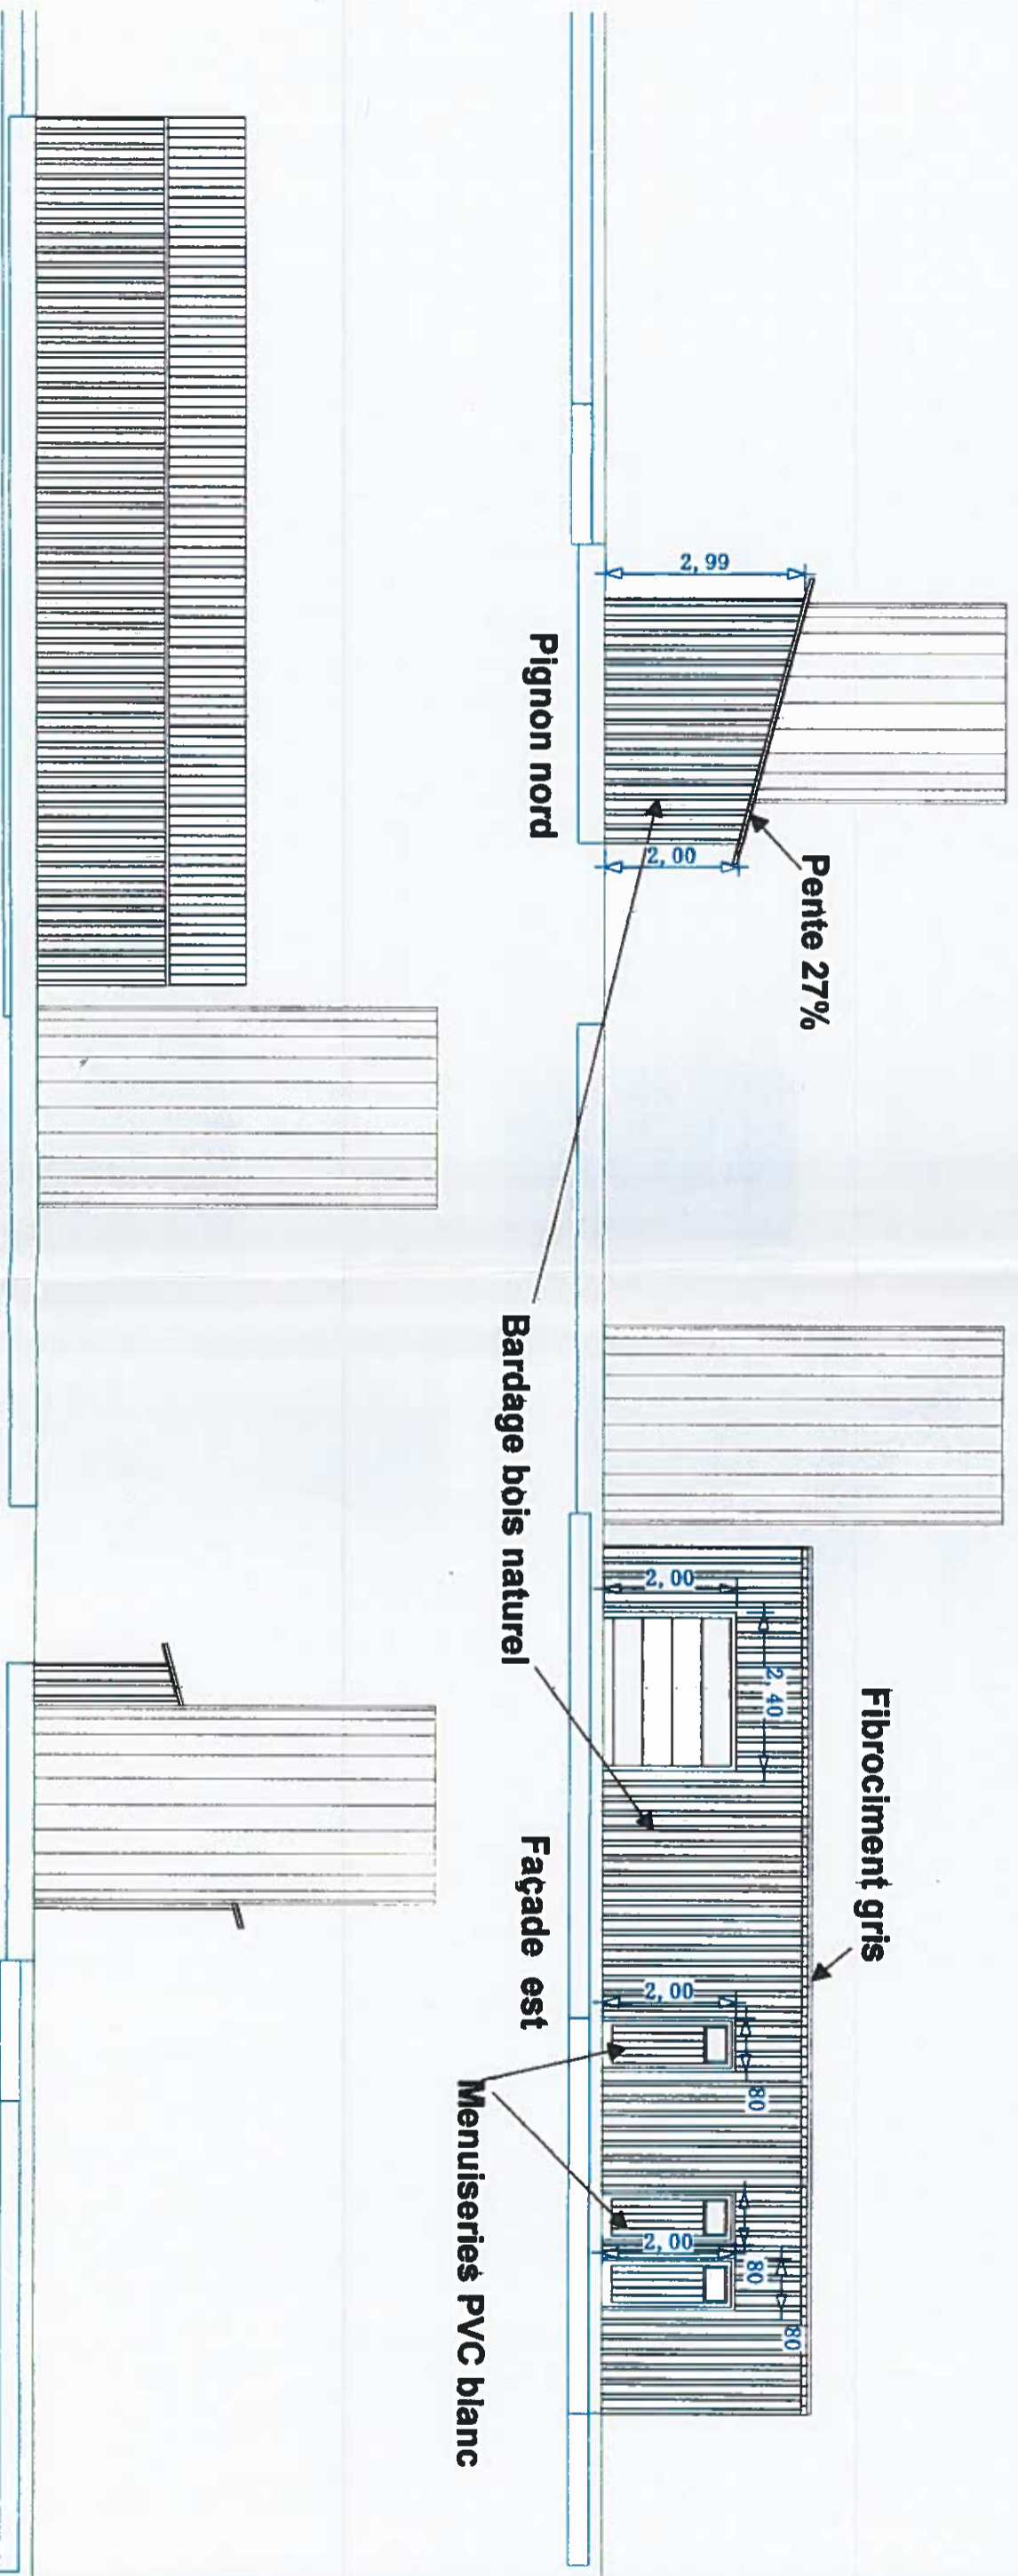 Pente 27%
Fibrociment gris
2,99
2,00
2,00
2,40
2,00
80
2,00
80
80
Pignon nord
Bardage bois naturel
Façade est
Menuiseries PVC blanc